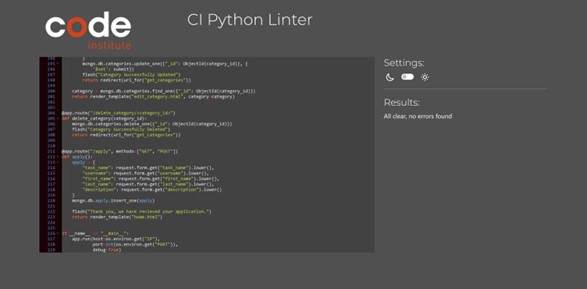 code
institute
CI Python Linter
Settings:
Results:
All clear, no errors found
195 mongo.db.categories.update_one({"_id": ObjectId(category_id)}, {
196 '$set': submit})
197 flash("Category Successfully Updated")
198 return redirect(url_for("get_categories"))
199
200 category = mongo.db.categories.find_one({"_id": ObjectId(category_id)})
201 return render_template("edit_category.html", category=category)
202
203
204 @app.route("/delete_category/<category_id>")
205 def delete_category(category_id):
206 mongo.db.categories.delete_one({"_id": ObjectId(category_id)})
207 flash("Category Successfully Deleted")
208 return redirect(url_for("get_categories"))
209
210
211 @app.route("/apply", methods=["GET", "POST"])
212 def apply():
213 apply = {
214 "task_name": request.form.get("task_name").lower(),
215 "username": request.form.get("username").lower(),
216 "first_name": request.form.get("first_name").lower(),
217 "last_name": request.form.get("last_name").lower(),
218 "description": request.form.get("description").lower()
219 }
220 mongo.db.apply.insert_one(apply)
221
222 flash("Thank you, we have recieved your application.")
223 return render_template("home.html")
224
225
226 if __name__ == "__main__":
227 app.run(host=os.environ.get("IP"),
228 port=int(os.environ.get("PORT")),
229 debug=True)